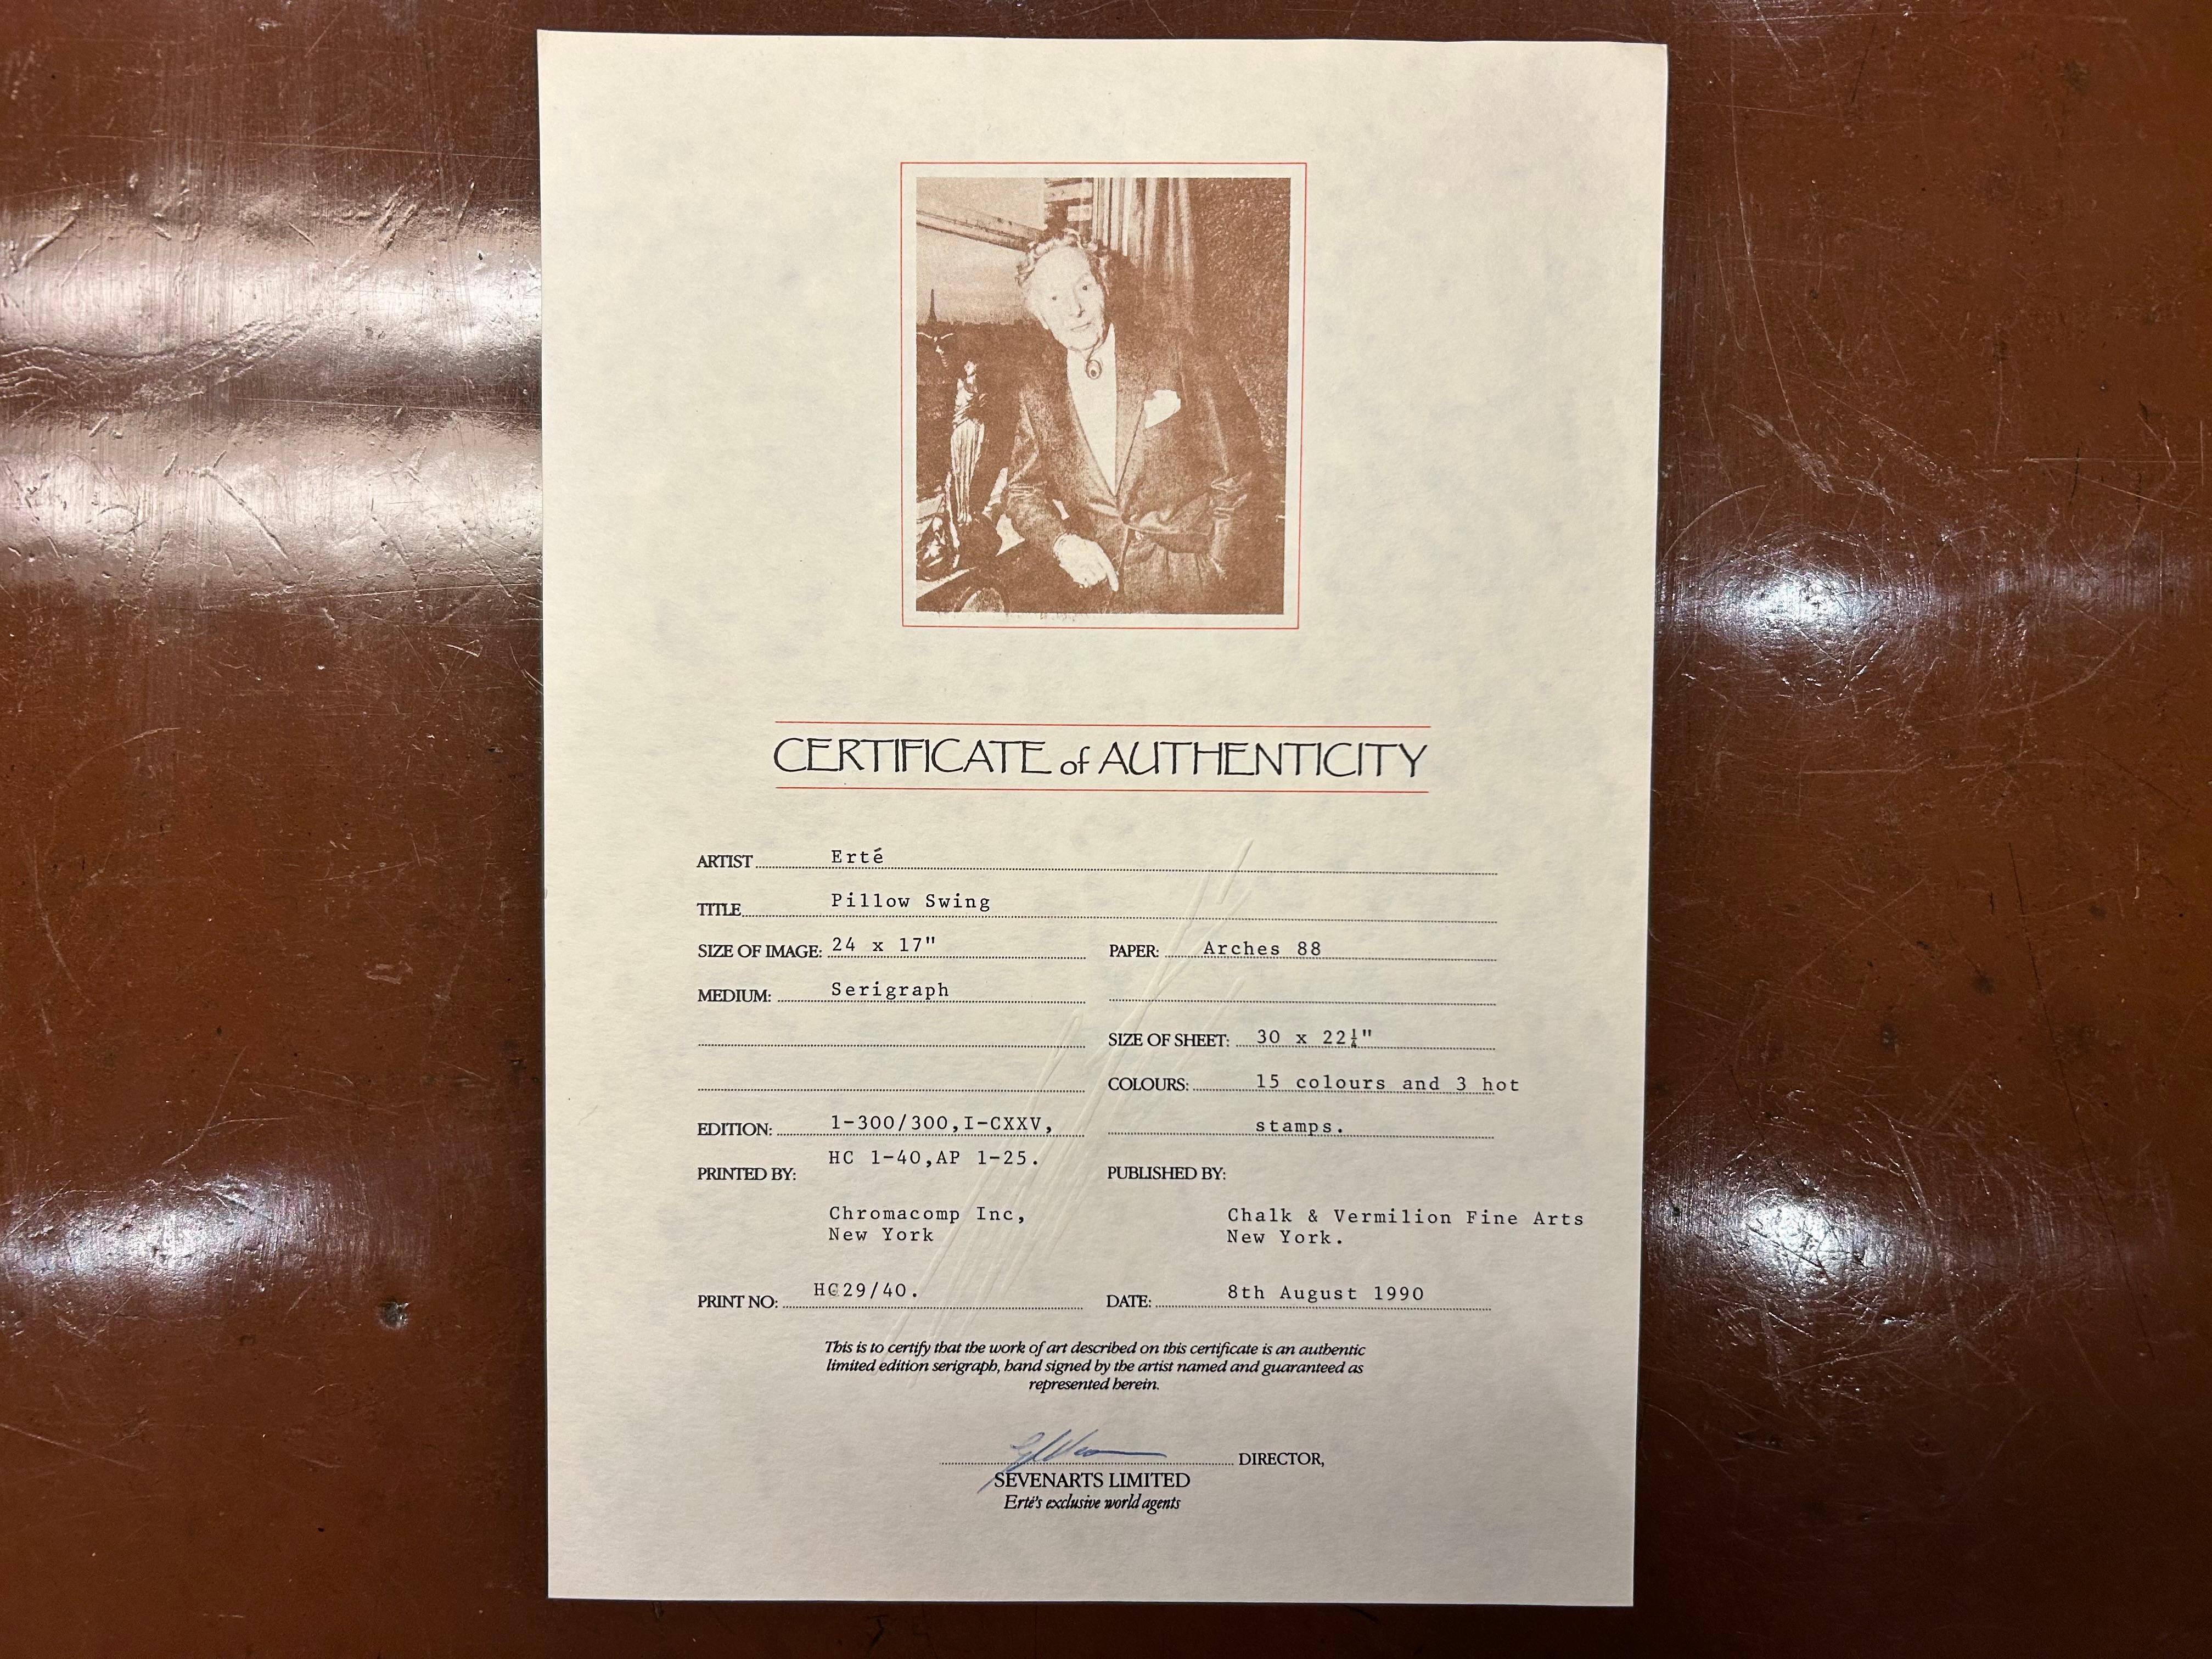 CERTIFICATE of AUTHENTICITY
ARTIST Erté
TITLE Pillow Swing
SIZE OF IMAGE: 24 x 17" PAPER: Arches 88
MEDIUM: Serigraph
SIZE OF SHEET: 30 x 22¼"
COLOURS: 15 colours and 3 hot
EDITION: 1-300/300,I-CXXV, stamps.
HC 1-40,AP 1-25.
PRINTED BY: PUBLISHED BY:
Chromacomp Inc, Chalk & Vermilion Fine Arts
New York New York.
PRINT NO: HC29/40. DATE: 8th August 1990
This is to certify that the work of art described on this certificate is an authentic
limited edition serigraph, hand signed by the artist named and guaranteed as
represented herein.
DIRECTOR,
SEVENARTS LIMITED
Erté's exclusive world agents